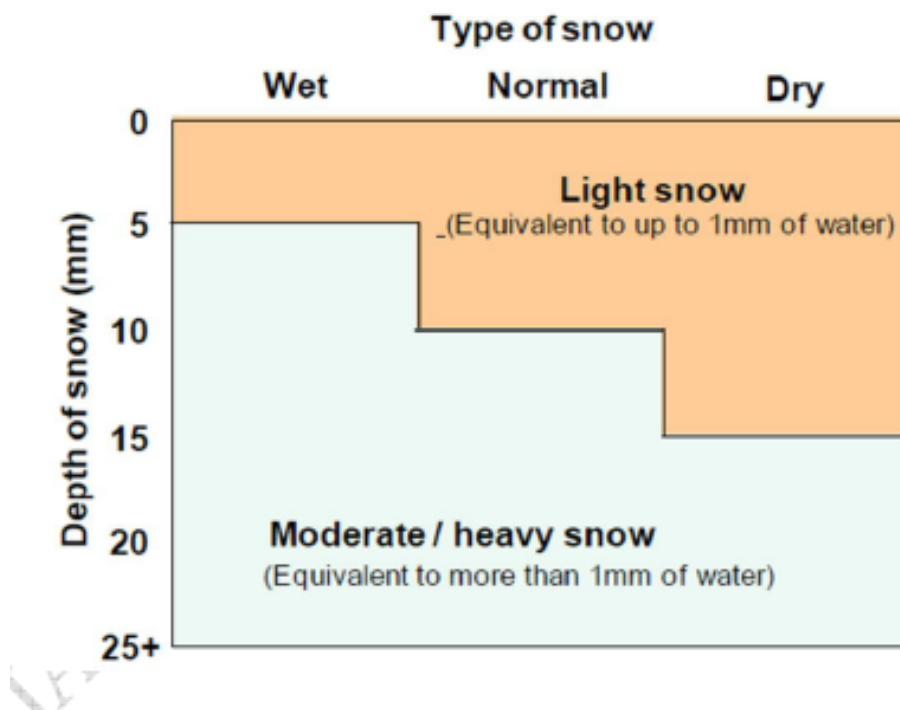 Type of snow
Wet Normal Dry
0
Light snow
5 _(Equivalent to up to 1mm of water)
Depth of snow (mm)
10
15
Moderate / heavy snow
20
(Equivalent to more than 1mm of water)
25+